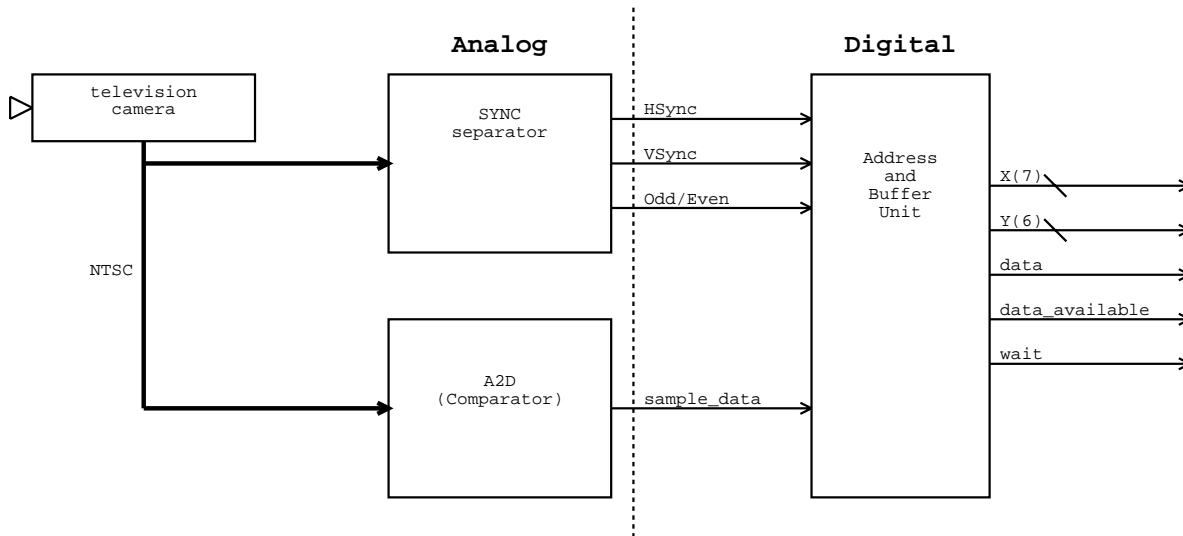 Analog
Digital
television
camera
SYNC
separator
HSync
VSync
Odd/Even
Address
and
Buffer
Unit
X(7)
Y(6)
data
data_available
wait
NTSC
A2D
(Comparator)
sample_data